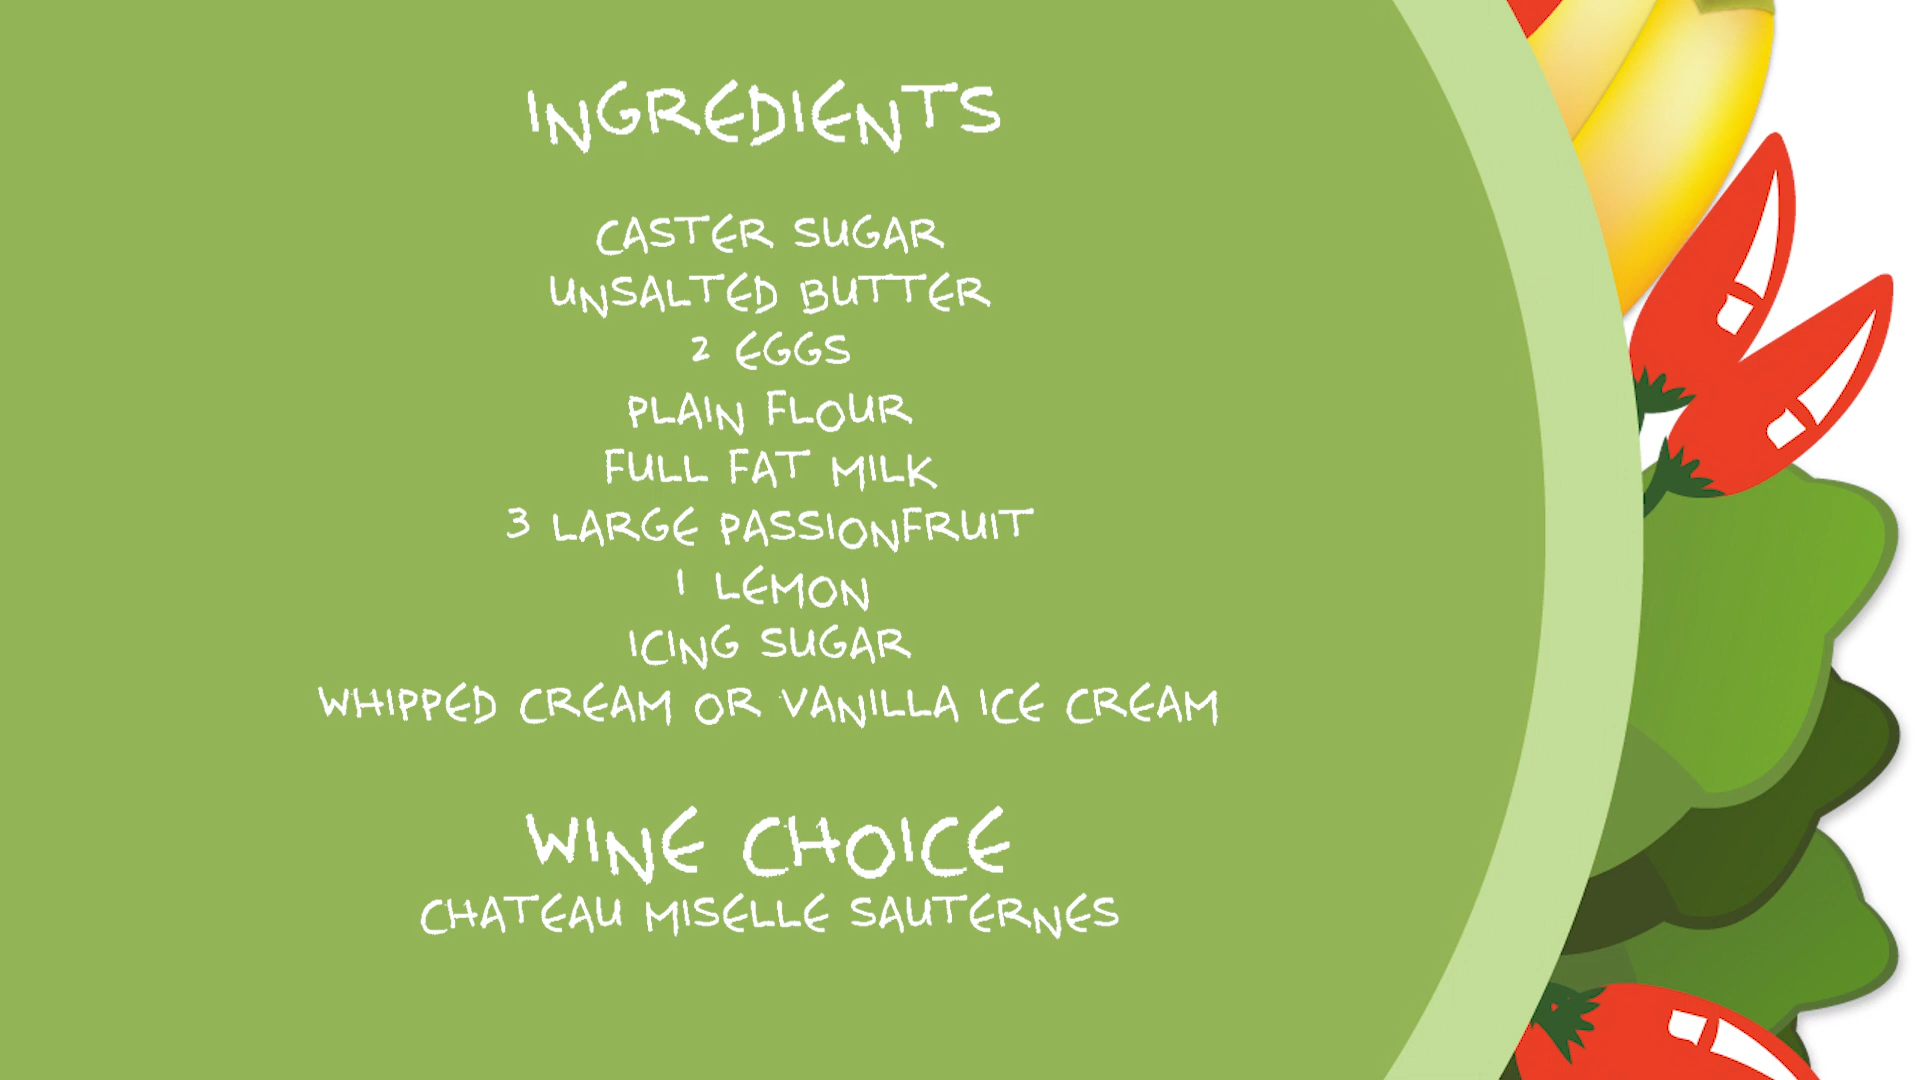 INGREDIENTS
CASTER SUGAR
UNSALTED BUTTER
2 EGGS
PLAIN FLOUR
FULL FAT MILK
3 LARGE PASSIONFRUIT
1 LEMON
ICING SUGAR
WHIPPED CREAM OR VANILLA ICE CREAM
WINE CHOICE
CHATEAU MISELLE SAUTERNES